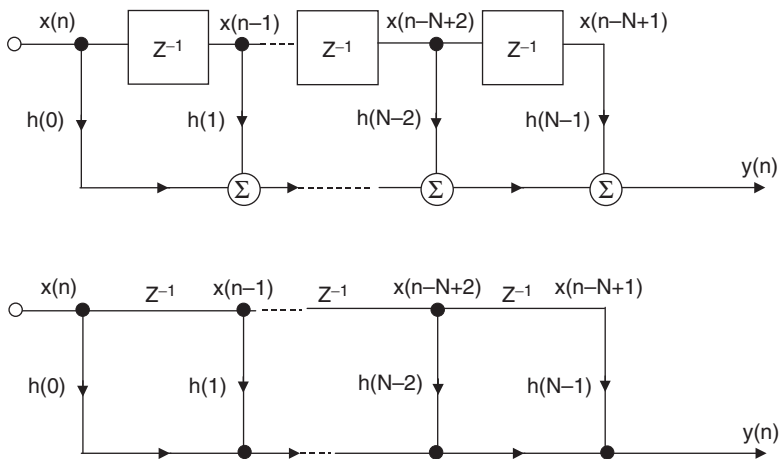 x(n) x(n–1) x(n–N+2) x(n–N+1)
Z–1 Z–1 Z–1
h(0) h(1) h(N–2) h(N–1)
Σ Σ Σ y(n)
x(n) Z–1 x(n–1) Z–1 x(n–N+2) Z–1 x(n–N+1)
h(0) h(1) h(N–2) h(N–1)
y(n)